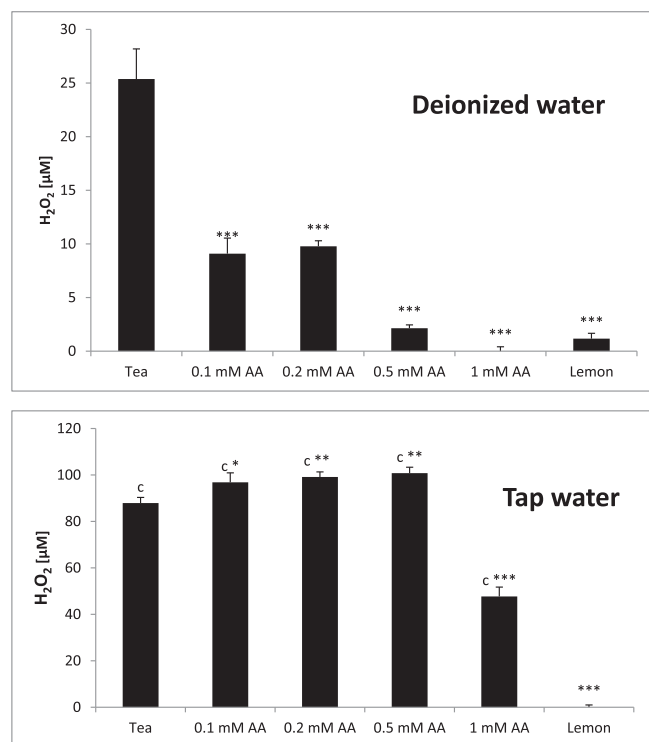 30
25
20
15
10
5
0
H₂O₂ [µM]
Deionized water
***
***
***
***
***
Tea 0.1 mM AA 0.2 mM AA 0.5 mM AA 1 mM AA Lemon
120
100
80
60
40
20
0
H₂O₂ [µM]
Tap water
c
c *
c **
c **
c ***
***
Tea 0.1 mM AA 0.2 mM AA 0.5 mM AA 1 mM AA Lemon